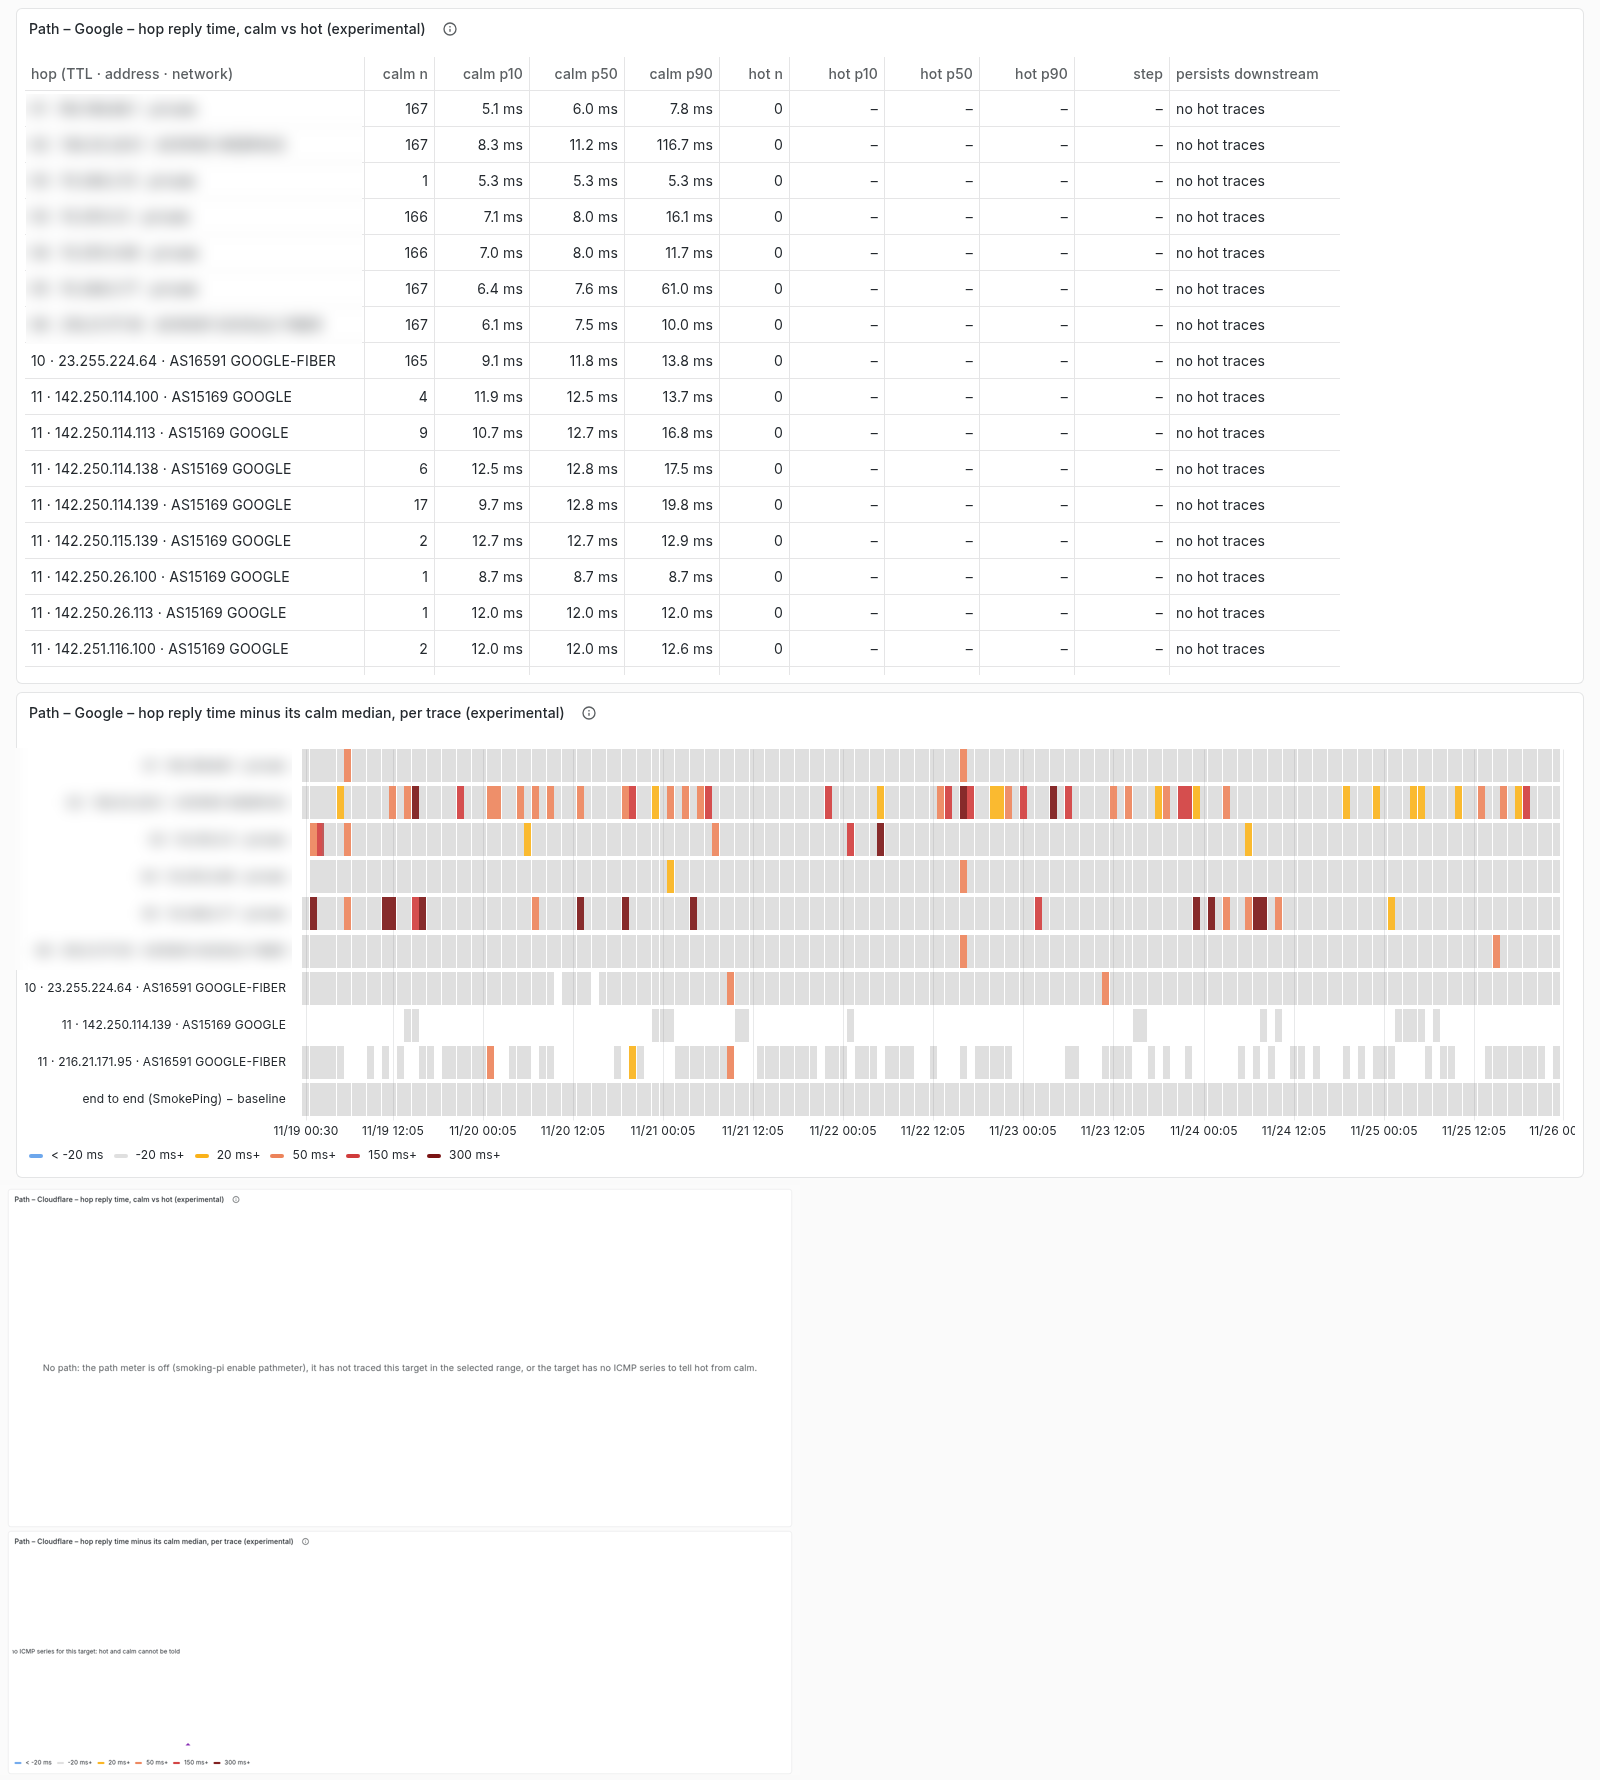 Path – Google – hop reply time, calm vs hot (experimental)
hop (TTL · address · network) calm n calm p10 calm p50 calm p90 hot n hot p10 hot p50 hot p90 step persists downstream
167 5.1 ms 6.0 ms 7.8 ms 0 – – – – no hot traces
167 8.3 ms 11.2 ms 116.7 ms 0 – – – – no hot traces
1 5.3 ms 5.3 ms 5.3 ms 0 – – – – no hot traces
166 7.1 ms 8.0 ms 16.1 ms 0 – – – – no hot traces
166 7.0 ms 8.0 ms 11.7 ms 0 – – – – no hot traces
167 6.4 ms 7.6 ms 61.0 ms 0 – – – – no hot traces
167 6.1 ms 7.5 ms 10.0 ms 0 – – – – no hot traces
10 · 23.255.224.64 · AS16591 GOOGLE-FIBER 165 9.1 ms 11.8 ms 13.8 ms 0 – – – – no hot traces
11 · 142.250.114.100 · AS15169 GOOGLE 4 11.9 ms 12.5 ms 13.7 ms 0 – – – – no hot traces
11 · 142.250.114.113 · AS15169 GOOGLE 9 10.7 ms 12.7 ms 16.8 ms 0 – – – – no hot traces
11 · 142.250.114.138 · AS15169 GOOGLE 6 12.5 ms 12.8 ms 17.5 ms 0 – – – – no hot traces
11 · 142.250.114.139 · AS15169 GOOGLE 17 9.7 ms 12.8 ms 19.8 ms 0 – – – – no hot traces
11 · 142.250.115.139 · AS15169 GOOGLE 2 12.7 ms 12.7 ms 12.9 ms 0 – – – – no hot traces
11 · 142.250.26.100 · AS15169 GOOGLE 1 8.7 ms 8.7 ms 8.7 ms 0 – – – – no hot traces
11 · 142.250.26.113 · AS15169 GOOGLE 1 12.0 ms 12.0 ms 12.0 ms 0 – – – – no hot traces
11 · 142.251.116.100 · AS15169 GOOGLE 2 12.0 ms 12.0 ms 12.6 ms 0 – – – – no hot traces
Path – Google – hop reply time minus its calm median, per trace (experimental)
10 · 23.255.224.64 · AS16591 GOOGLE-FIBER
11 · 142.250.114.139 · AS15169 GOOGLE
11 · 216.21.171.95 · AS16591 GOOGLE-FIBER
end to end (SmokePing) – baseline
11/19 00:30 11/19 12:05 11/20 00:05 11/20 12:05 11/21 00:05 11/21 12:05 11/22 00:05 11/22 12:05 11/23 00:05 11/23 12:05 11/24 00:05 11/24 12:05 11/25 00:05 11/25 12:05 11/26 00
< -20 ms -20 ms+ 20 ms+ 50 ms+ 150 ms+ 300 ms+
Path – Cloudflare – hop reply time, calm vs hot (experimental)
No path: the path meter is off (smoking-pi enable pathmeter), it has not traced this target in the selected range, or the target has no ICMP series to tell hot from calm.
Path – Cloudflare – hop reply time minus its calm median, per trace (experimental)
no ICMP series for this target: hot and calm cannot be told
< -20 ms -20 ms+ 20 ms+ 50 ms+ 150 ms+ 300 ms+